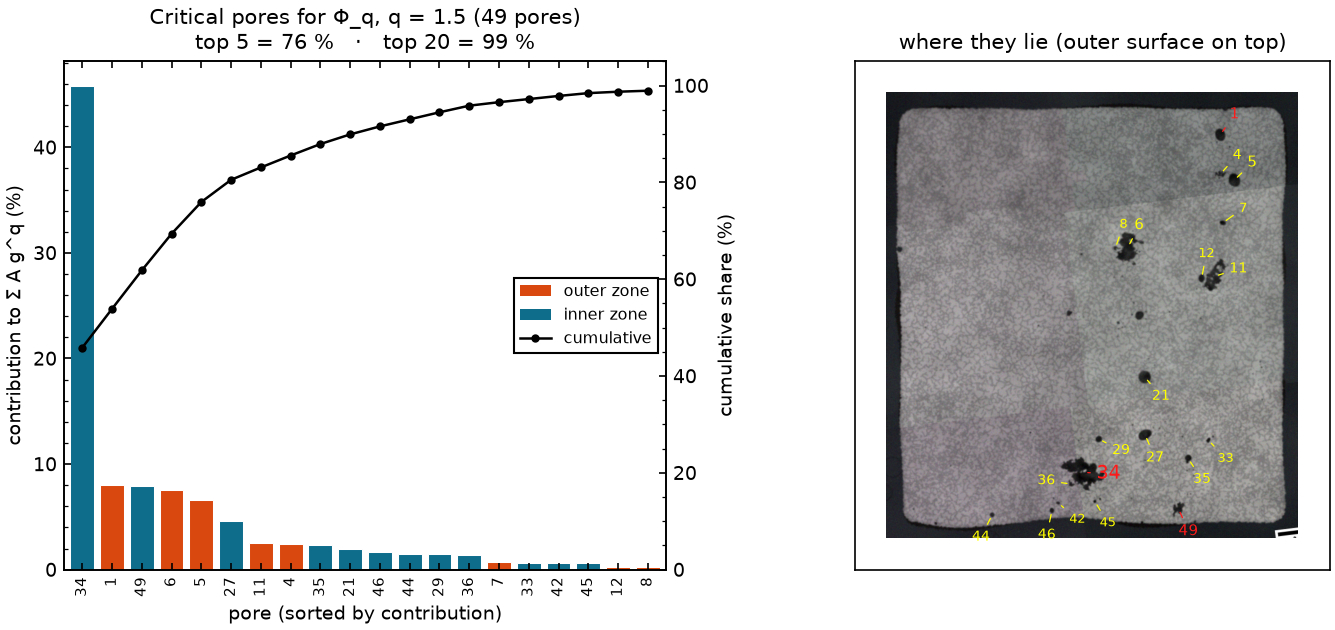 Critical pores for Φ_q, q = 1.5 (49 pores)
top 5 = 76 % · top 20 = 99 %
contribution to Σ A g^q (%)
0
10
20
30
40
0
20
40
60
80
100
cumulative share (%)
outer zone
inner zone
cumulative
34 1 49 6 5 27 11 4 35 21 46 44 29 36 7 33 42 45 12 8
pore (sorted by contribution)
where they lie (outer surface on top)
1
4 5
7
8 6
12 11
21
29 27 33
34
36 35
42 45
44 46 49